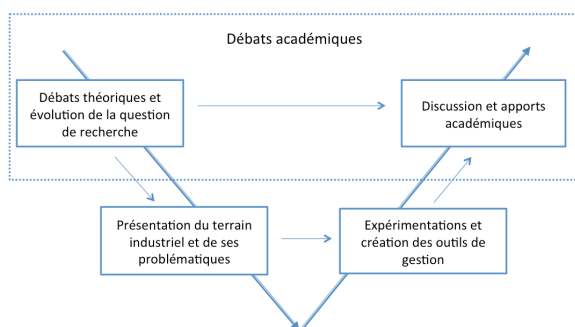 Débats académiques
Débats théoriques et
évolution de la question
de recherche
Discussion et apports
académiques
Présentation du terrain
industriel et de ses
problématiques
Expérimentations et
création des outils de
gestion